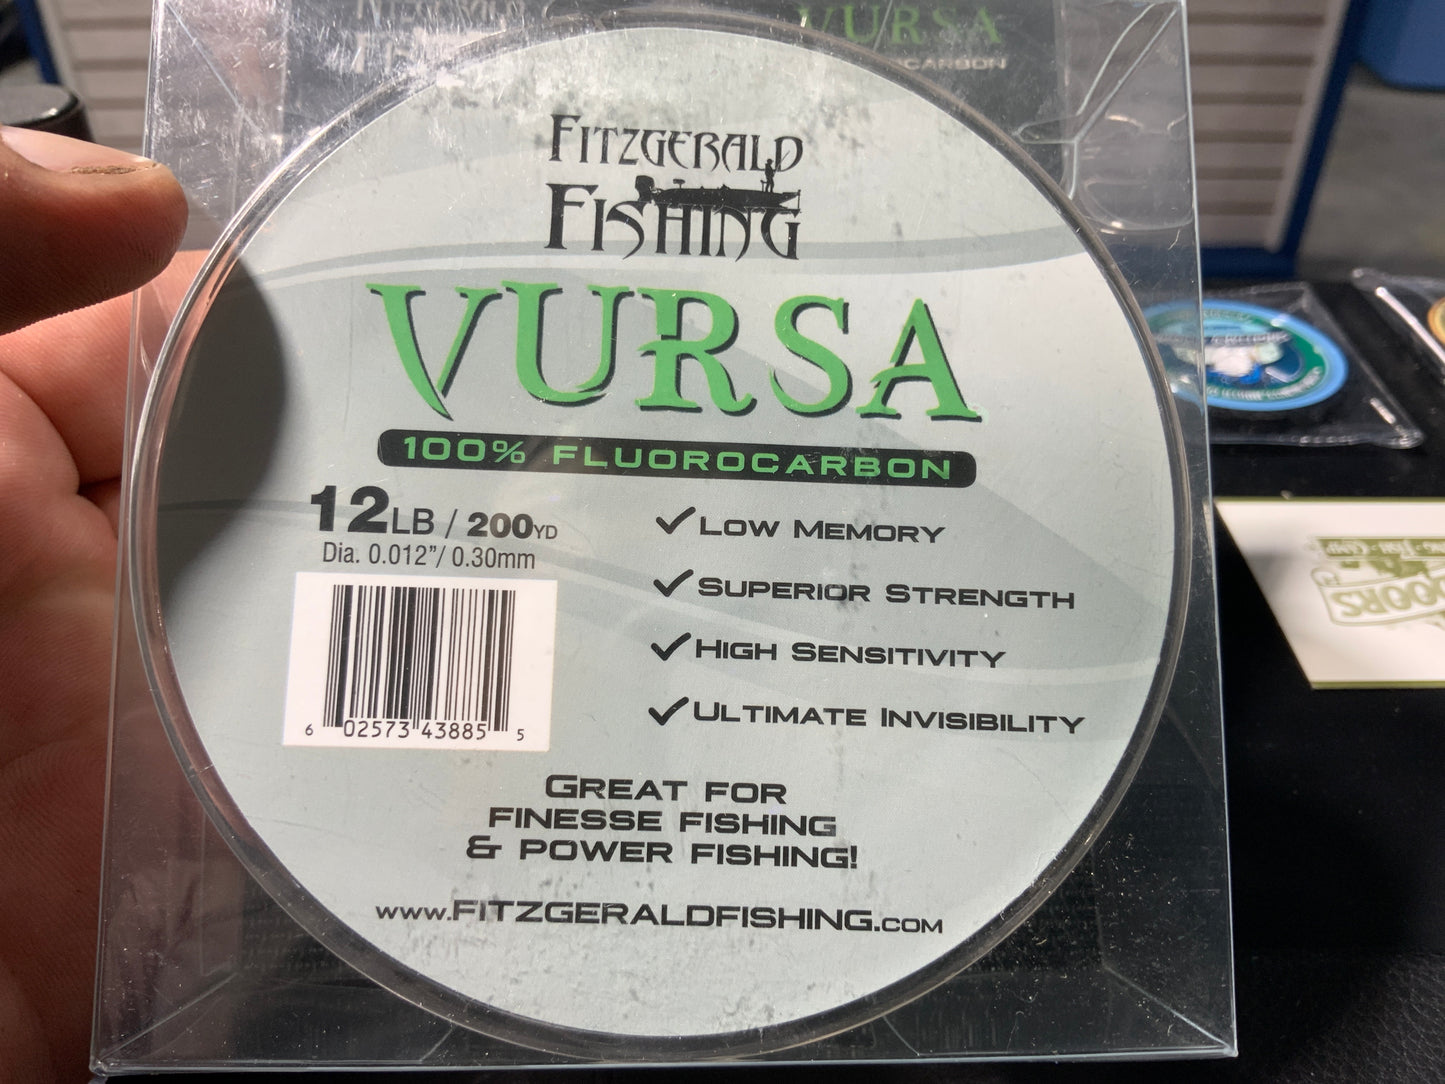 VURSA
FITZGERALD
FISHING
VURSA
100% FLUOROCARBON
12LB / 200YD
Dia. 0.012”/ 0.30mm
6 02573 43885 5
LOW MEMORY
SUPERIOR STRENGTH
HIGH SENSITIVITY
ULTIMATE INVISIBILITY
GREAT FOR
FINESSE FISHING
& POWER FISHING!
www.FITZGERALDFISHING.com